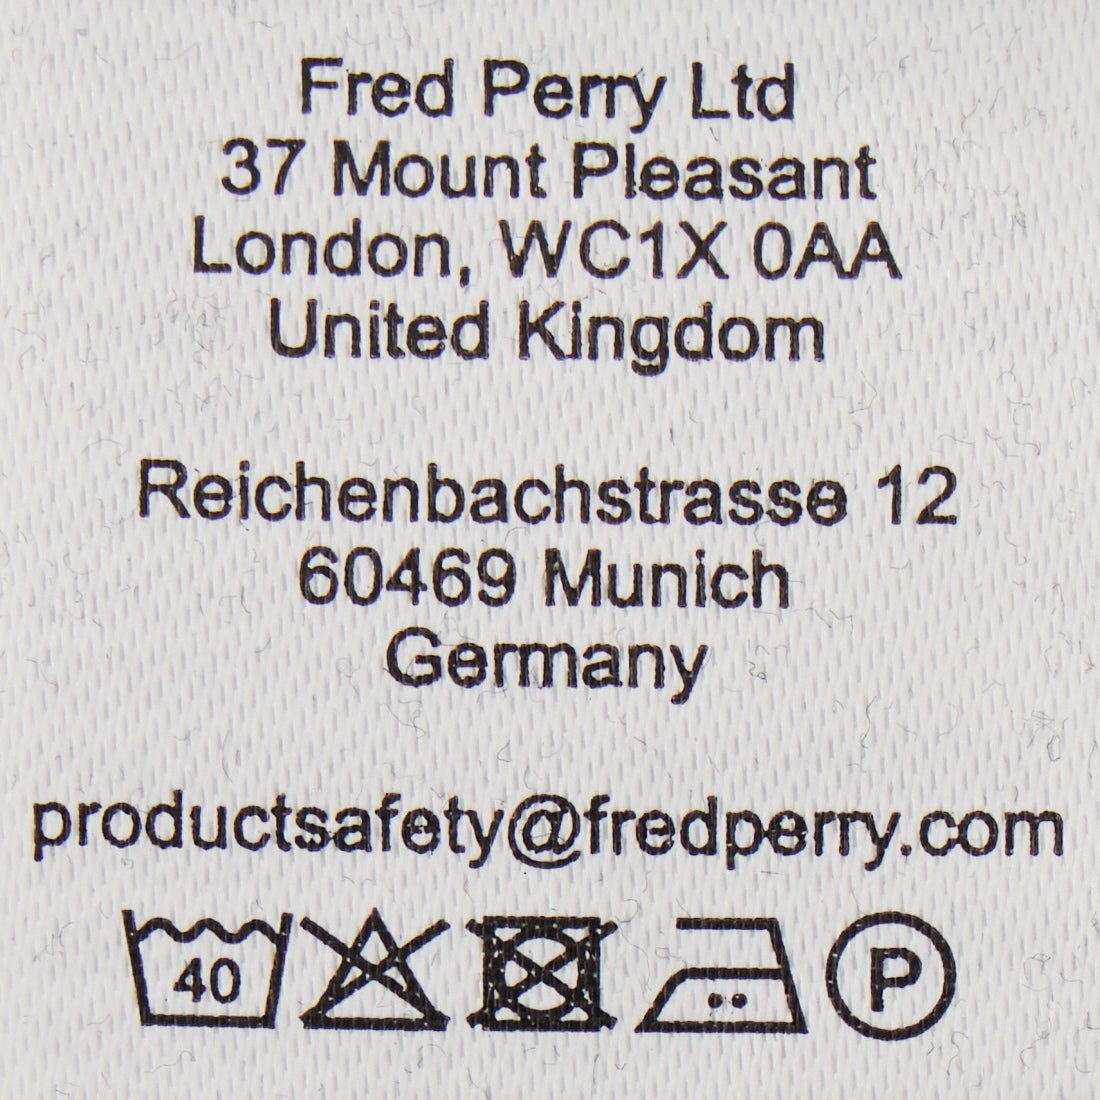 Fred Perry Ltd
37 Mount Pleasant
London, WC1X 0AA
United Kingdom
Reichenbachstrasse 12
60469 Munich
Germany
productsafety@fredperry.com
40
P